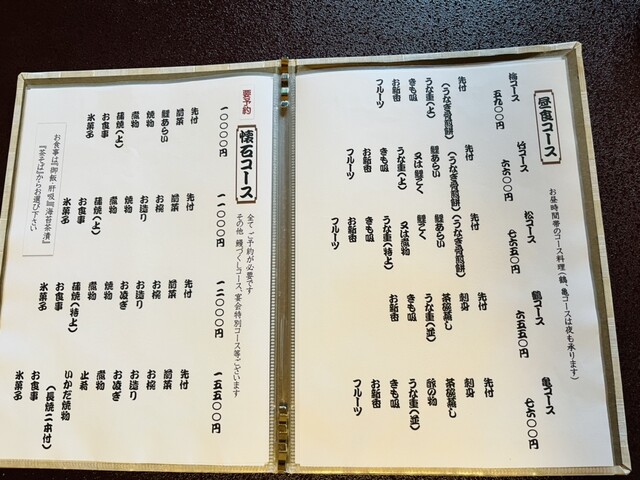 昼食コース
お昼時間帯のコース料理(鶴、亀コースは夜も承ります)
梅コース
五九〇〇円
先付
(うなぎ骨煎餅)
うな重(上)
きも吸
お新香
フルーツ
竹コース
六六〇〇円
先付
(うなぎ骨煎餅)
鯉あらい
又は鯉こく
うな重(上)
きも吸
お新香
フルーツ
松コース
七六五〇円
先付
(うなぎ骨煎餅)
鯉あらい
鯉こく
又は煮物
うな重(特上)
きも吸
お新香
フルーツ
鶴コース
六五五〇円
先付
刺身
茶碗蒸し
うな重(並)
きも吸
お新香
亀コース
七六〇〇円
先付
刺身
茶碗蒸し
酢の物
うな重(並)
きも吸
お新香
フルーツ
要予約
懐石コース
全てご予約が必要です
その他 鰻づくしコース、宴会特別コース等ございます
一〇〇〇〇円
先付
前菜
鯉あらい
焼物
煮物
蒲焼(上)
お食事
氷菓子
一一〇〇〇円
先付
前菜
お椀
お造り
焼物
煮物
蒲焼(上)
お食事
氷菓子
一二〇〇〇円
先付
前菜
お椀
お造り
お凌ぎ
煮物
蒲焼(特上)
お食事
氷菓子
一五五〇〇円
先付
前菜
お椀
お造り
お凌ぎ
煮物
止肴
いかだ焼物
(長焼二本付)
お食事
氷菓子
お食事は『御飯、肝吸』『海苔茶漬』
『茶そば』からお選び下さい